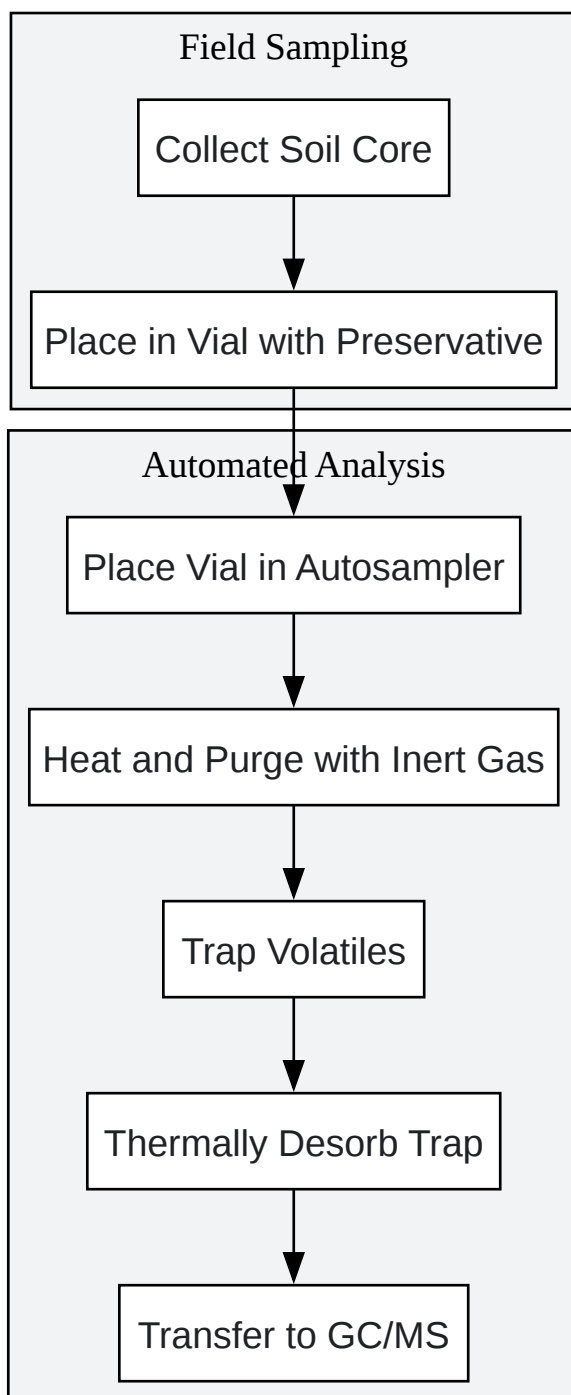 Field Sampling
Collect Soil Core
Place in Vial with Preservative
Automated Analysis
Place Vial in Autosampler
Heat and Purge with Inert Gas
Trap Volatiles
Thermally Desorb Trap
Transfer to GC/MS